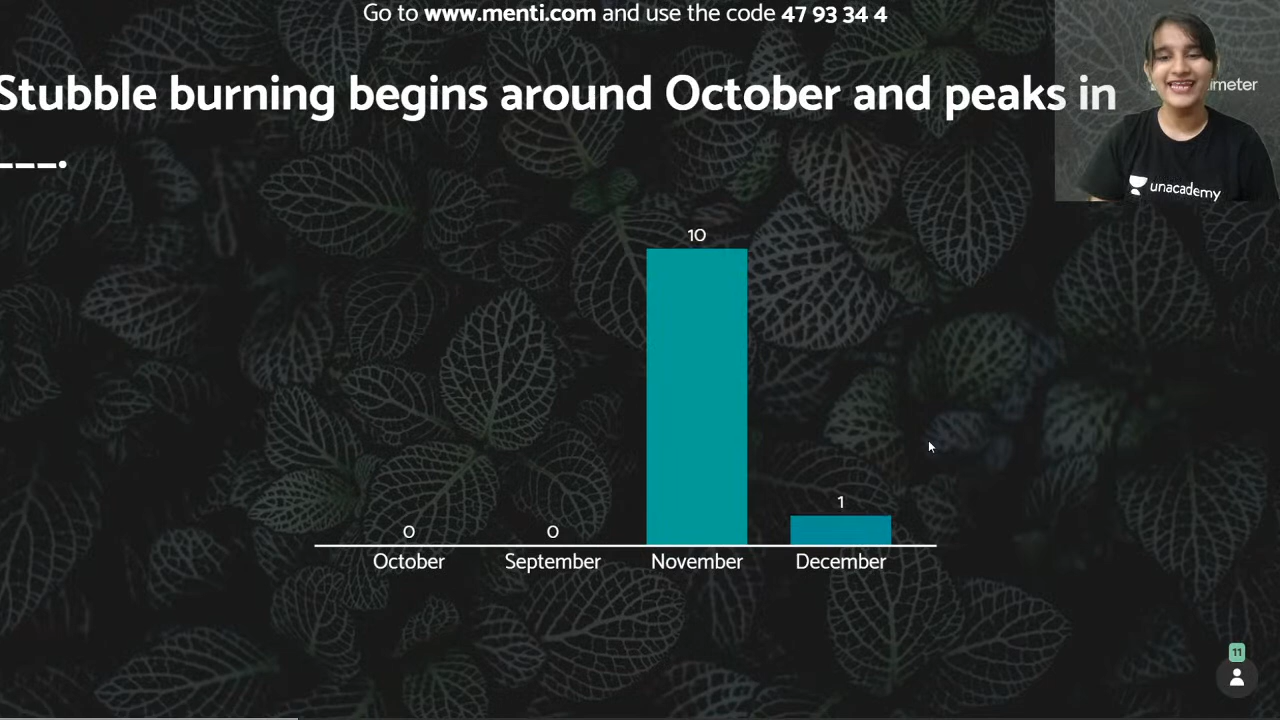 Go to www.menti.com and use the code 47 93 34 4
Stubble burning begins around October and peaks in
___.
unacademy
10
1
0
0
October
September
November
December
11